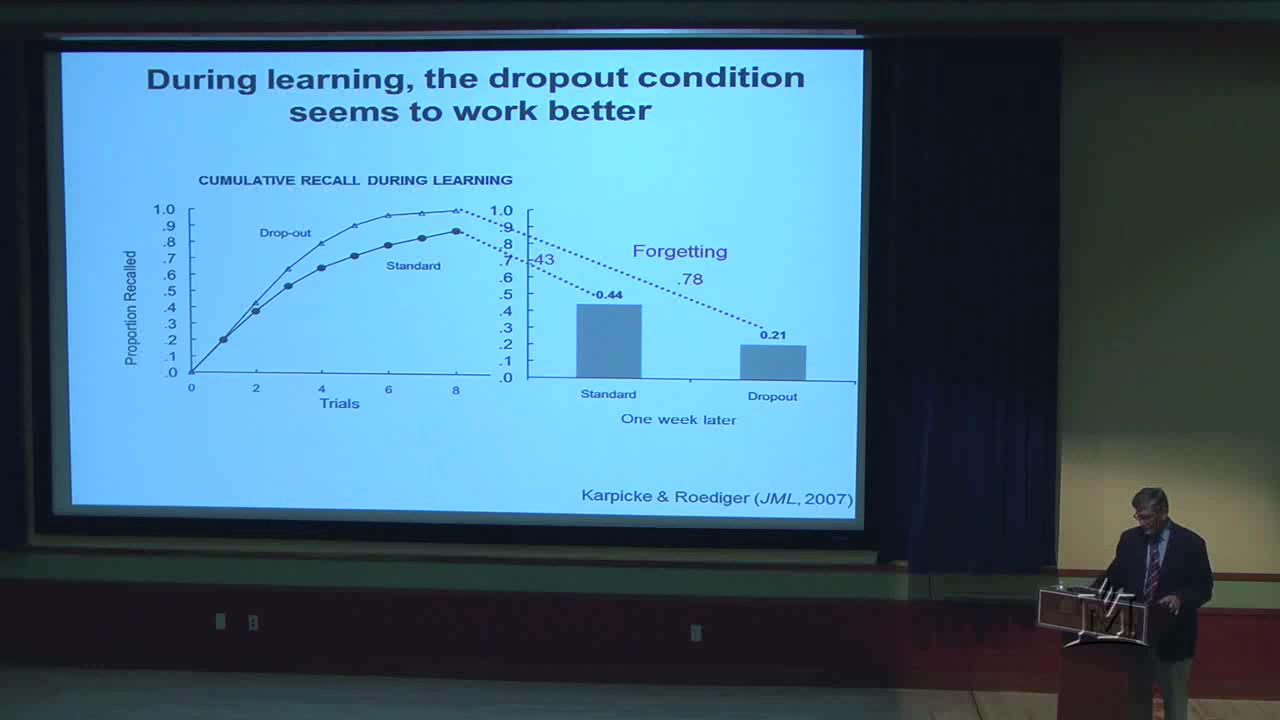 During learning, the dropout condition
seems to work better
CUMULATIVE RECALL DURING LEARNING
Proportion Recalled
1.0
.9
.8
.7
.6
.5
.4
.3
.2
.1
.0
Drop-out
Standard
0
2
4
6
8
Trials
1.0
.9
.8
.7
.6
.5
.4
.3
.2
.1
.0
.43
Forgetting
.78
0.44
0.21
Standard
Dropout
One week later
Karpicke & Roediger (JML, 2007)